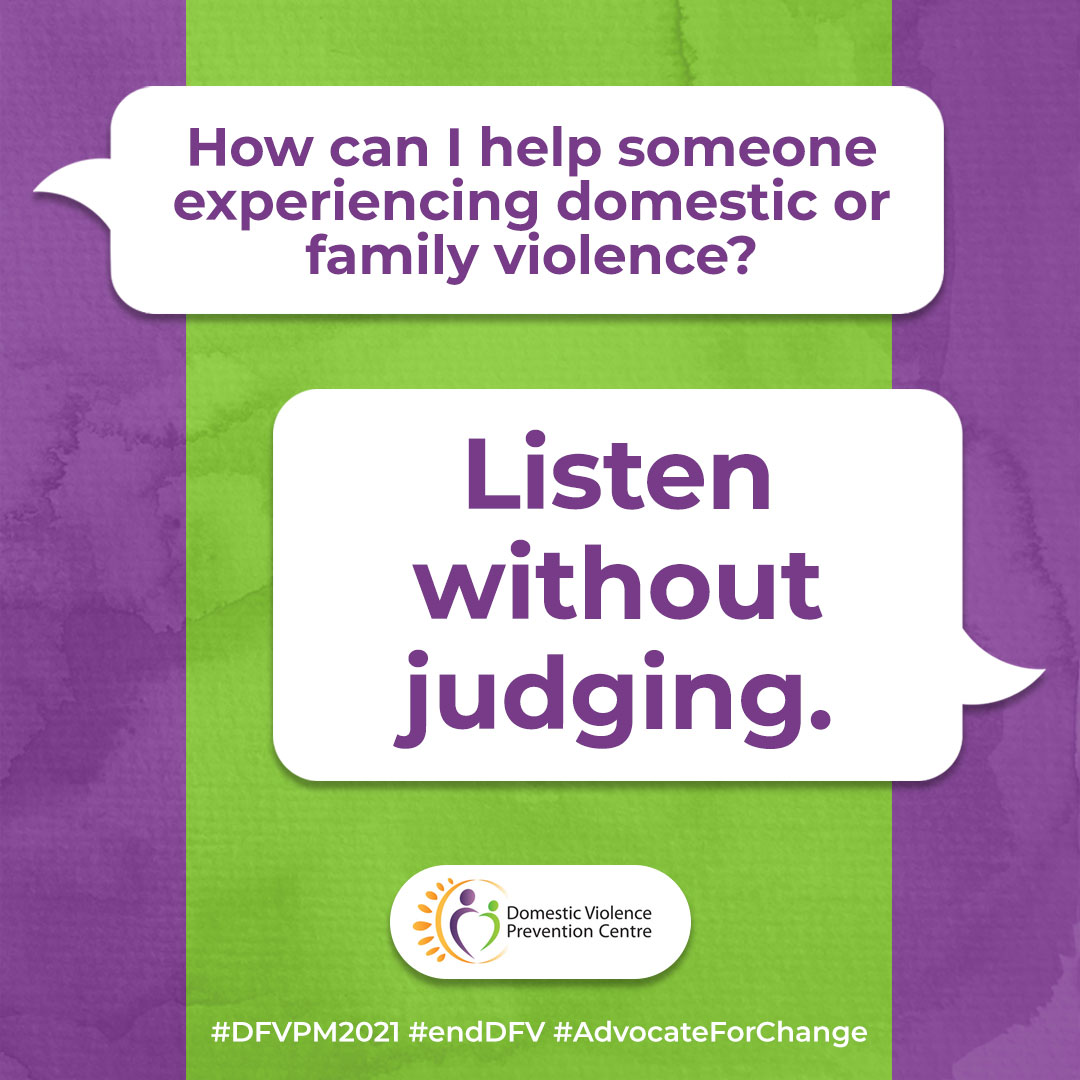 How can I help someone
experiencing domestic or
family violence?
Listen
without
judging.
Domestic Violence
Prevention Centre
#DFVPM2021 #endDFV #AdvocateForChange